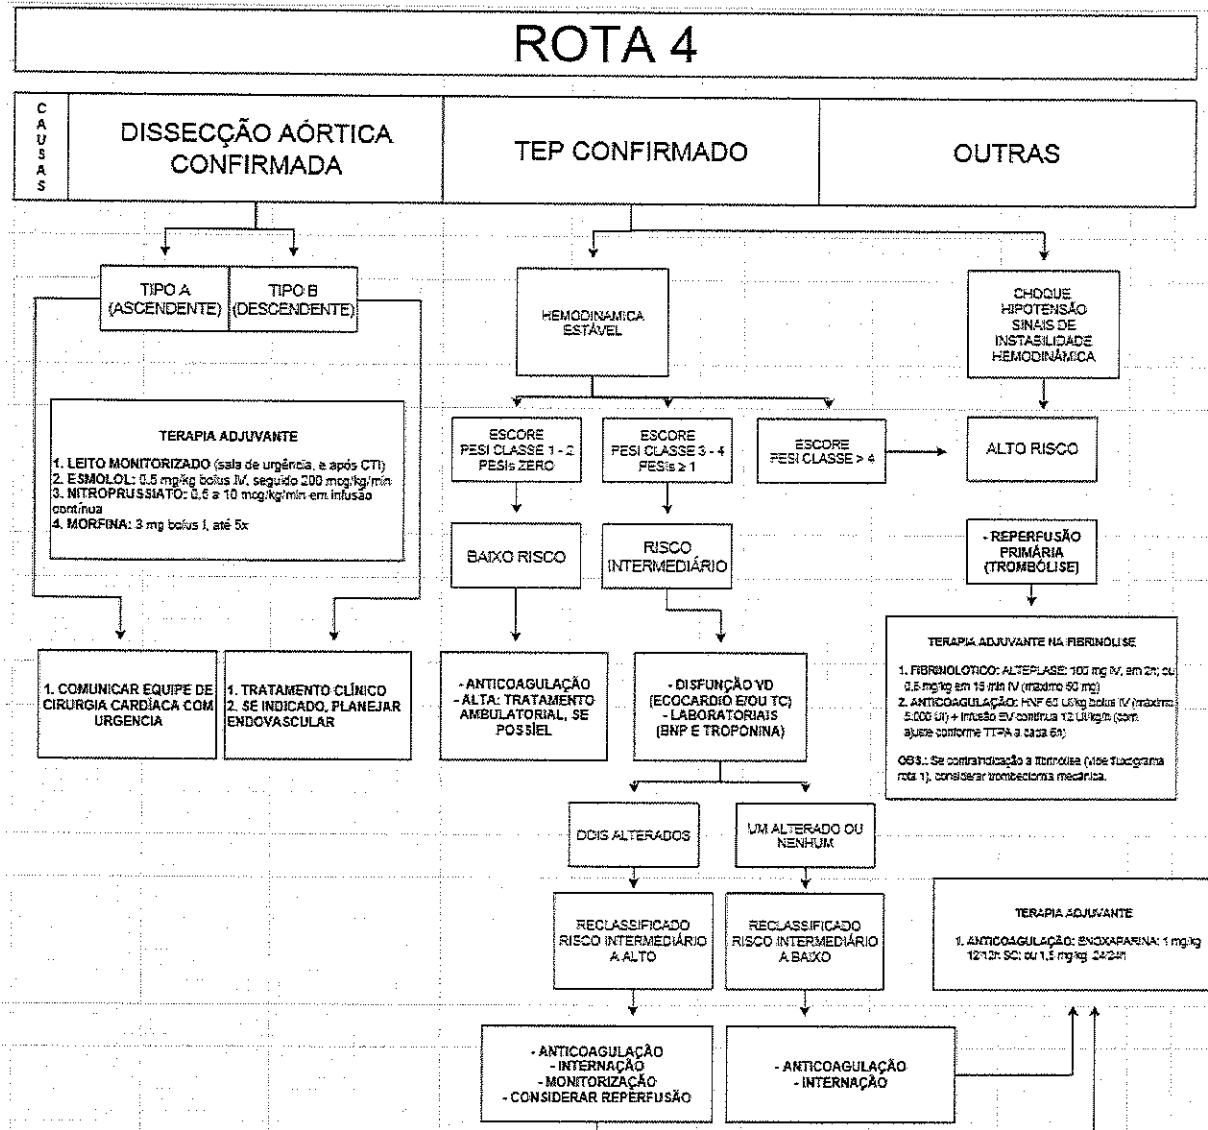 ROTA 4
CAUSAS
DISSECÇÃO AÓRTICA
CONFIRMADA
TEP CONFIRMADO
OUTRAS
TIPO A
(ASCENDENTE)
TIPO B
(DESCENDENTE)
HEMODINAMICA
ESTÁVEL
CHOQUE
HIPOTENSÃO
SINAIS DE
INSTABILIDADE
HEMODINÂMICA
TERAPIA ADJUVANTE
1. LEITO MONITORIZADO (sala de urgência, e após CTI)
2. ESMOLOL: 0,5 mg/kg bolus IV, seguido 200 mcg/kg/min
3. NITROPRUSSIATO: 0,5 a 10 mcg/kg/min em infusão
contínua
4. MORFINA: 3 mg bolus I, até 5x
ESCORE
PESI CLASSE 1 - 2
PESIs ZERO
ESCORE
PESI CLASSE 3 - 4
PESIs ≥ 1
ESCORE
PESI CLASSE > 4
ALTO RISCO
BAIXO RISCO
RISCO
INTERMEDIÁRIO
- REPERFUSÃO
PRIMÁRIA
(TROMBÓLISE)
1. COMUNICAR EQUIPE DE
CIRURGIA CARDÍACA COM
URGENCIA
1. TRATAMENTO CLÍNICO
2. SE INDICADO, PLANEJAR
ENDOVASCULAR
- ANTICOAGULAÇÃO
- ALTA: TRATAMENTO
AMBULATORIAL, SE
POSSÍEL
- DISFUNÇÃO VD
(ECOCARDIO E/OU TC)
- LABORATORIAIS
(BNP E TROPONINA)
TERAPIA ADJUVANTE NA FIBRINÓLISE
1. FIBRINOLÓTICO: ALTEPLASE: 100 mg IV, em 2h; ou
0,6 mg/kg em 15 min IV (máximo 50 mg)
2. ANTICOAGULAÇÃO: HNF 60 UI/kg bolus IV (máximo
5.000 UI) + infusão EV contínua 12 UI/kg/h (com
ajuste conforme TTPA a cada 6h)
OBS.: Se contraindicação a fibrinólise (vide fluxograma
rota 1), considerar trombectomia mecânica.
DOIS ALTERADOS
UM ALTERADO OU
NENHUM
RECLASSIFICADO
RISCO INTERMEDIÁRIO
A ALTO
RECLASSIFICADO
RISCO INTERMEDIÁRIO
A BAIXO
TERAPIA ADJUVANTE
1. ANTICOAGULAÇÃO: ENOXAPARINA: 1 mg/kg
12/12h SC; ou 1,5 mg/kg 24/24h
- ANTICOAGULAÇÃO
- INTERNAÇÃO
- MONITORIZAÇÃO
- CONSIDERAR REPERFUSÃO
- ANTICOAGULAÇÃO
- INTERNAÇÃO